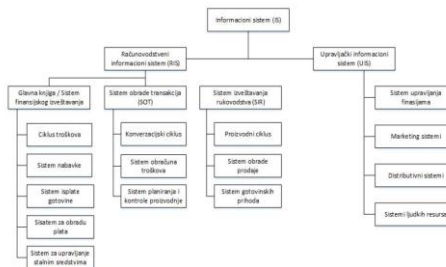 Informacioni sistem (IS)
Računovodstveni
informacioni sistem (RIS)
Upravljački informacioni
sistem (UIS)
Glavna knjiga / Sistem
finansijskog izveštavanja
Sistem obrade transakcija
(SOT)
Sistem izveštavanja
rukovodstva (SIR)
Sistem upravljanja
finasijama
Ciklus troškova
Konverzacijski ciklus
Proizvodni ciklus
Marketing sistemi
Sistem nabavke
Sistem obračuna
troškova
Sistem obrade
prodaje
Distributivni sistemi
Sistem isplate
gotovine
Sistem planiranja i
kontrole proizvodnje
Sistem gotovinskih
prihoda
Sistemi ljudkih resursa
Sisatem za obradu
plata
Sistem za upravljanje
stalnim sredstvima